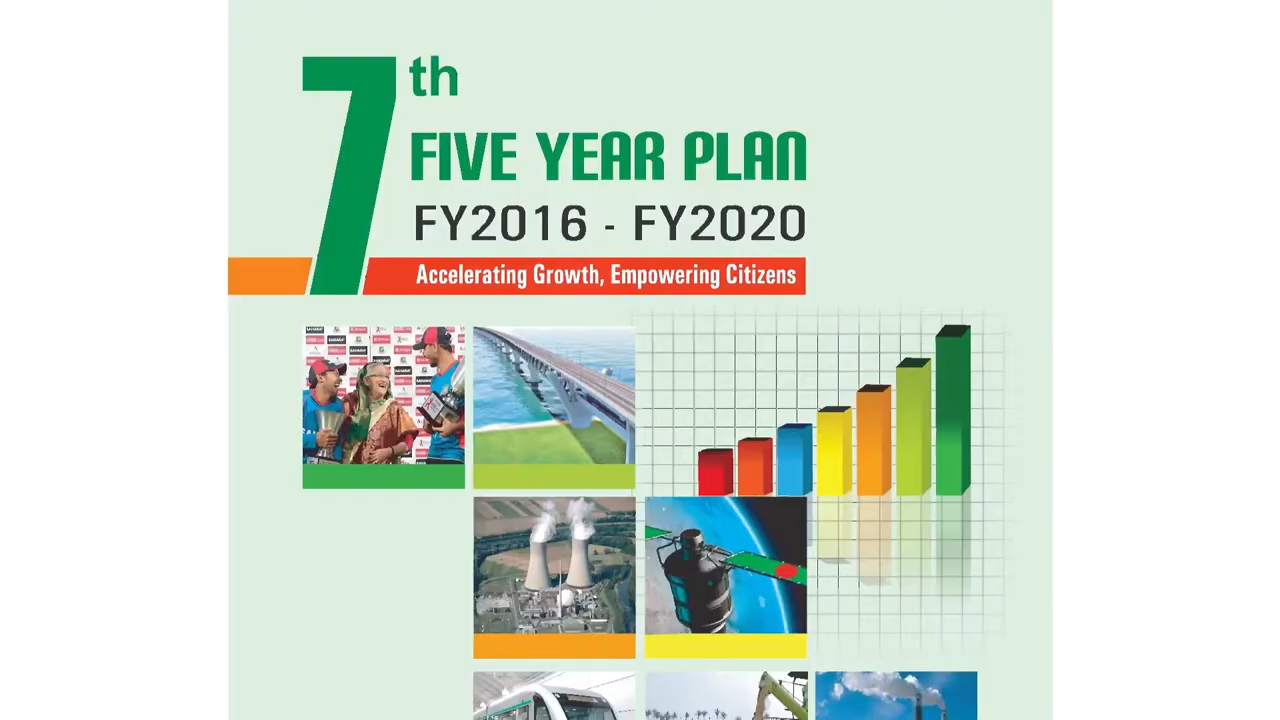 7th
FIVE YEAR PLAN
FY2016 - FY2020
Accelerating Growth, Empowering Citizens